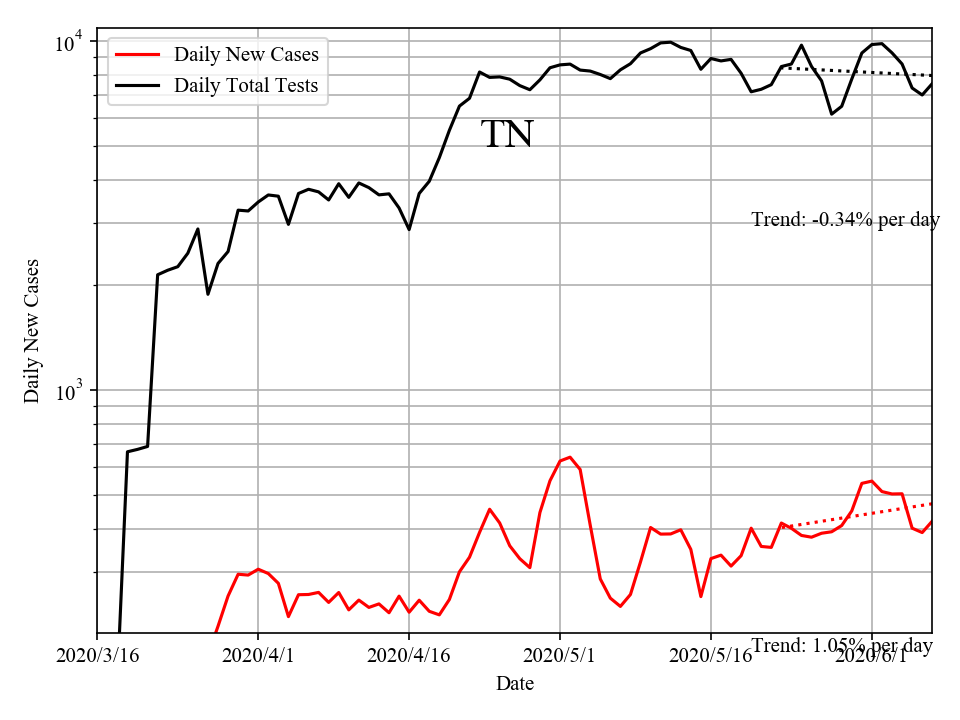 Daily New Cases
Daily Total Tests
TN
Trend: -0.34% per day
Trend: 1.05% per day
10^4
10^3
Daily New Cases
2020/3/16
2020/4/1
2020/4/16
2020/5/1
2020/5/16
2020/6/1
Date